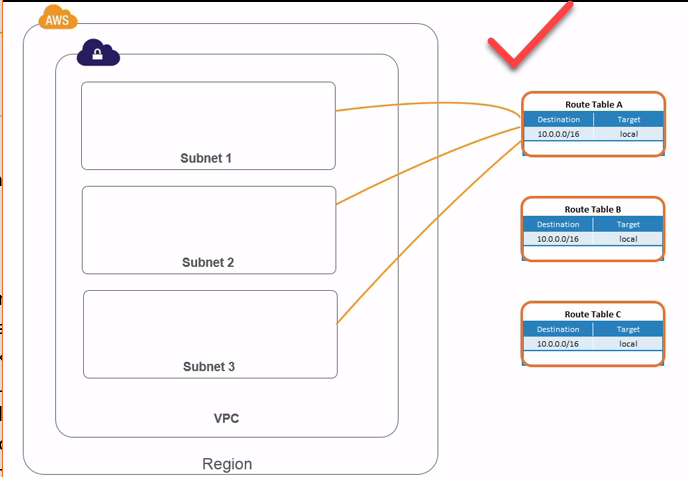 AWS
Route Table A
Destination Target
10.0.0.0/16 local
Subnet 1
Route Table B
Destination Target
10.0.0.0/16 local
Subnet 2
Route Table C
Destination Target
10.0.0.0/16 local
Subnet 3
VPC
Region